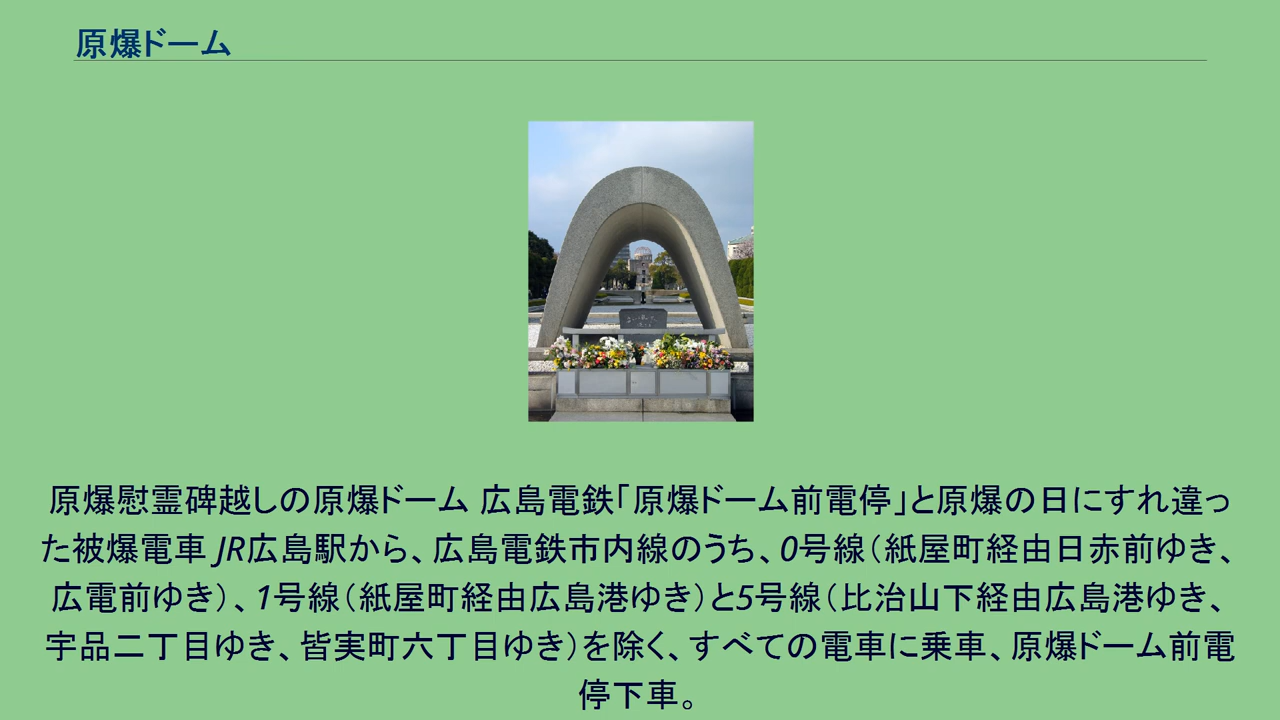 原爆ドーム
原爆慰霊碑越しの原爆ドーム 広島電鉄「原爆ドーム前電停」と原爆の日にすれ違っ
た被爆電車 JR広島駅から、広島電鉄市内線のうち、0号線（紙屋町経由日赤前ゆき、
広電前ゆき）、1号線（紙屋町経由広島港ゆき）と5号線（比治山下経由広島港ゆき、
宇品二丁目ゆき、皆実町六丁目ゆき）を除く、すべての電車に乗車、原爆ドーム前電
停下車。